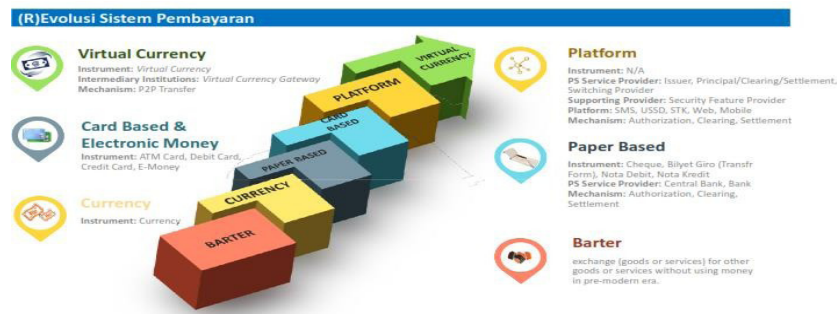 (R)Evolusi Sistem Pembayaran
Virtual Currency
Instrument: Virtual Currency
Intermediary Institutions: Virtual Currency Gateway
Mechanism: P2P Transfer
Card Based &
Electronic Money
Instrument: ATM Card, Debit Card,
Credit Card, E-Money
Currency
Instrument: Currency
VIRTUAL
CURRENCY
PLATFORM
CARD
BASED
PAPER BASED
CURRENCY
BARTER
Platform
Instrument: N/A
PS Service Provider: Issuer, Principal/Clearing/Settlement,
Switching Provider
Supporting Provider: Security Feature Provider
Platform: SMS, USSD, STK, Web, Mobile
Mechanism: Authorization, Clearing, Settlement
Paper Based
Instrument: Cheque, Bilyet Giro (Transfr
Form), Nota Debit, Nota Kredit
PS Service Provider: Central Bank, Bank
Mechanism: Authorization, Clearing,
Settlement
Barter
exchange (goods or services) for other
goods or services without using money
in pre-modern era.